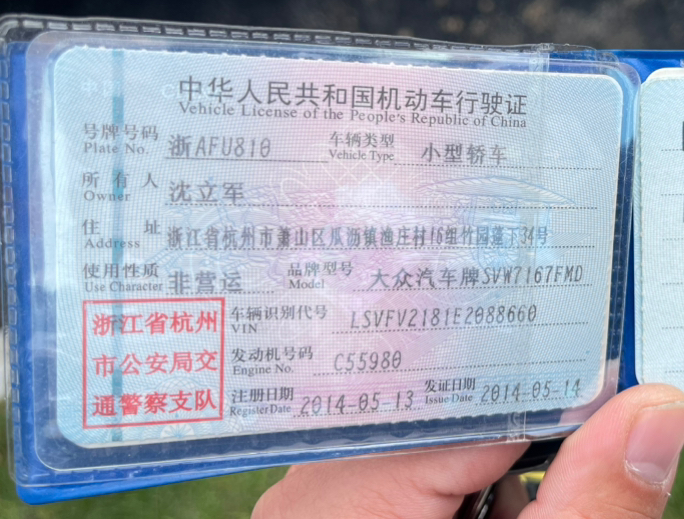 中华人民共和国机动车行驶证
Vehicle License of the People's Republic of China
号牌号码 浙AFU810 车辆类型 小型轿车
Plate No. Vehicle Type
所有人 沈立军
Owner
住址 浙江省杭州市萧山区瓜沥镇渔庄村16组竹园蓬下34号
Address
使用性质 非营运 品牌型号 大众汽车牌SVW7167FMD
Use Character Model
浙江省杭州
市公安局交
通警察支队
车辆识别代号 LSVFV2181E2088660
VIN
发动机号码 C55980
Engine No.
注册日期 2014-05-13 发证日期 2014-05-14
Register Date Issue Date